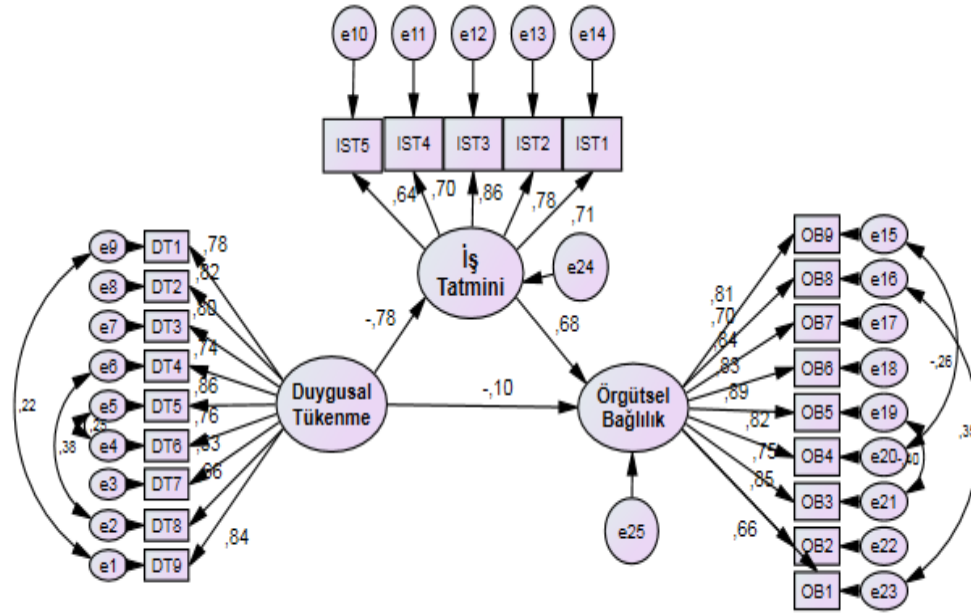 e10 e11 e12 e13 e14
IST5 IST4 IST3 IST2 IST1
,64 ,70 ,86 ,78 ,71
İş
Tatmini
e24
-,78
,68
e9 DT1 ,78
e8 DT2 ,82
e7 DT3 ,80
e6 DT4 ,74
e5 DT5 ,86
e4 DT6 ,76
e3 DT7
e2 DT8
e1 DT9 ,84
,22
,38
Duygusal
Tükenme
-,10
Örgütsel
Bağlılık
e25
,81 OB9 e15
,70 OB8 e16
OB7 e17
OB6 e18
,89 OB5 e19
,82 OB4 e20
,75 OB3 e21
,85 OB2 e22
,66 OB1 e23
-,26